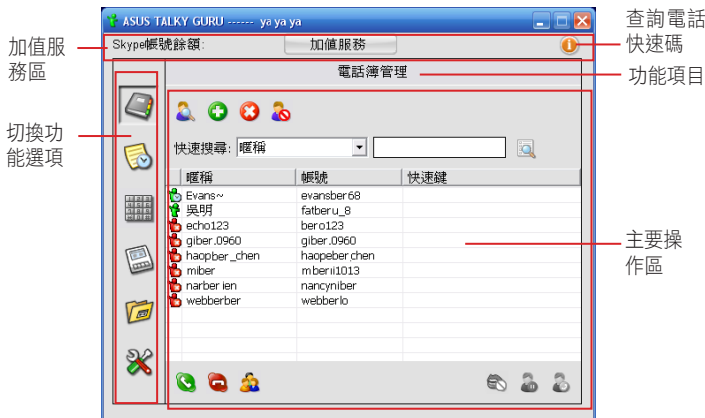 ASUS TALKY GURU ------ ya ya ya
Skype帳號餘額:
加值服務
加值服
務區
查詢電話
快速碼
電話簿管理
功能項目
切換功
能選項
快速搜尋: 暱稱
暱稱 帳號 快速鍵
Evans~ evansber68
吳明 fatberu_8
echo123 bero123
giber.0960 giber.0960
haopber_chen haopeberchen
miber mberii1013
narberien nancyniber
webberber webberlo
主要操
作區